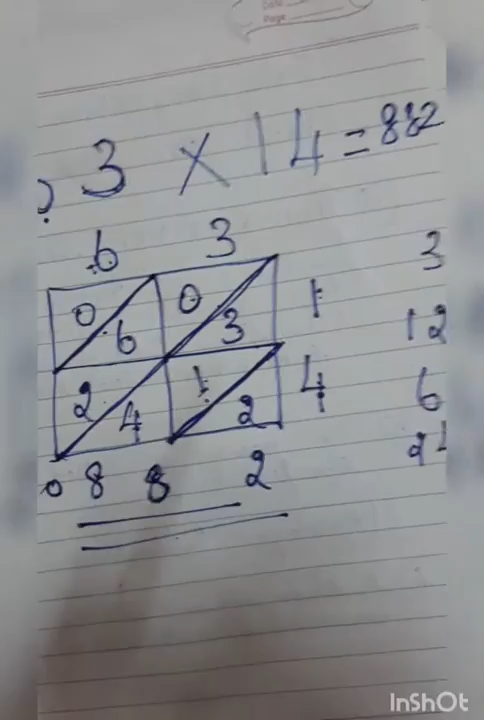 3 × 14 = 882
6 3
0 6 0 3 1 3
12
2 4 1 2 4 6
0 8 8 2
InShOt